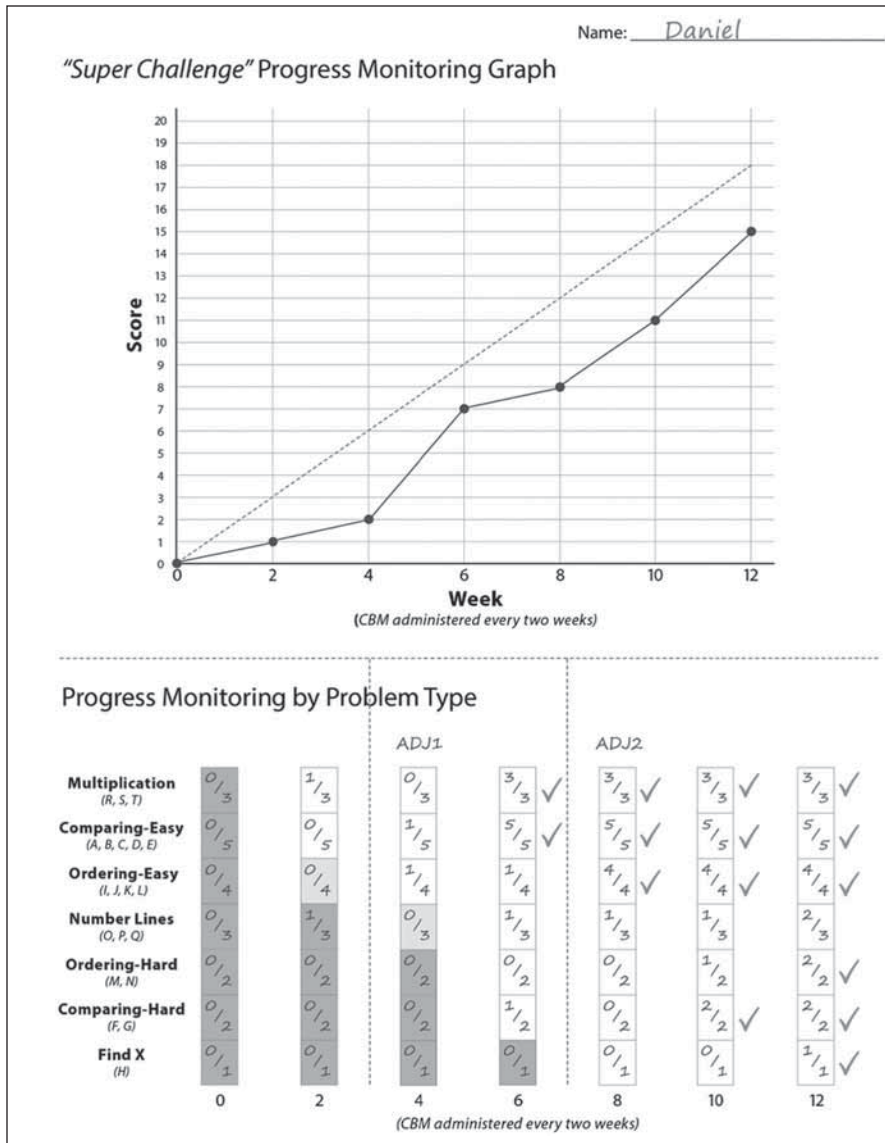 Name: Daniel
"Super Challenge" Progress Monitoring Graph
20
19
18
17
16
15
14
13
12
11
10
9
8
7
6
5
4
3
2
1
0
Score
0 2 4 6 8 10 12
Week
(CBM administered every two weeks)
Progress Monitoring by Problem Type
ADJ1 ADJ2
Multiplication 0/3 1/3 0/3 3/3 ✓ 3/3 ✓ 3/3 ✓ 3/3 ✓
(R, S, T)
Comparing-Easy 0/5 0/5 1/5 5/5 ✓ 5/5 ✓ 5/5 ✓ 5/5 ✓
(A, B, C, D, E)
Ordering-Easy 0/4 0/4 1/4 1/4 4/4 ✓ 4/4 ✓ 4/4 ✓
(I, J, K, L)
Number Lines 0/3 1/3 0/3 1/3 1/3 1/3 2/3
(O, P, Q)
Ordering-Hard 0/2 0/2 0/2 0/2 0/2 1/2 2/2 ✓
(M, N)
Comparing-Hard 0/2 0/2 0/2 1/2 0/2 2/2 ✓ 2/2 ✓
(F, G)
Find X 0/1 0/1 0/1 0/1 0/1 0/1 1/1 ✓
(H)
0 2 4 6 8 10 12
(CBM administered every two weeks)